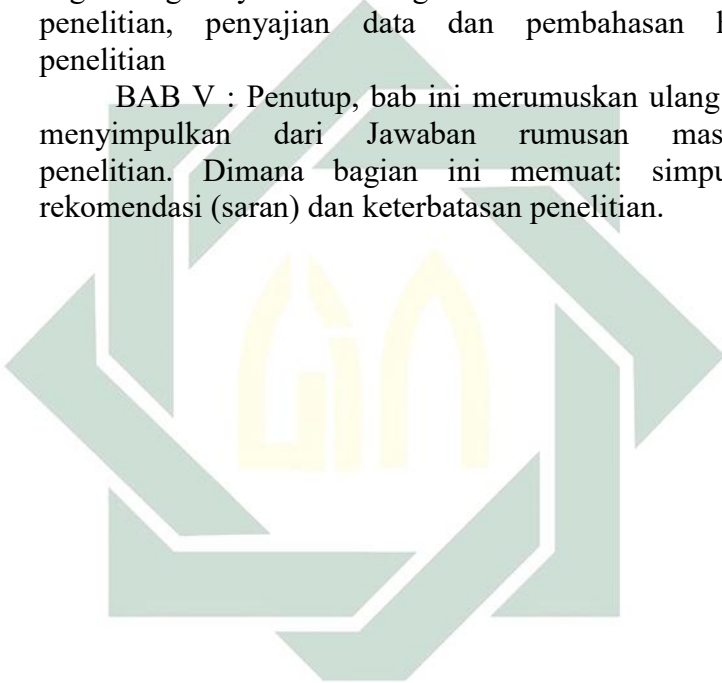 penelitian, penyajian data dan pembahasan
penelitian
BAB V : Penutup, bab ini merumuskan ulang
menyimpulkan dari Jawaban rumusan
penelitian. Dimana bagian ini memuat:
rekomendasi (saran) dan keterbatasan penelitian.